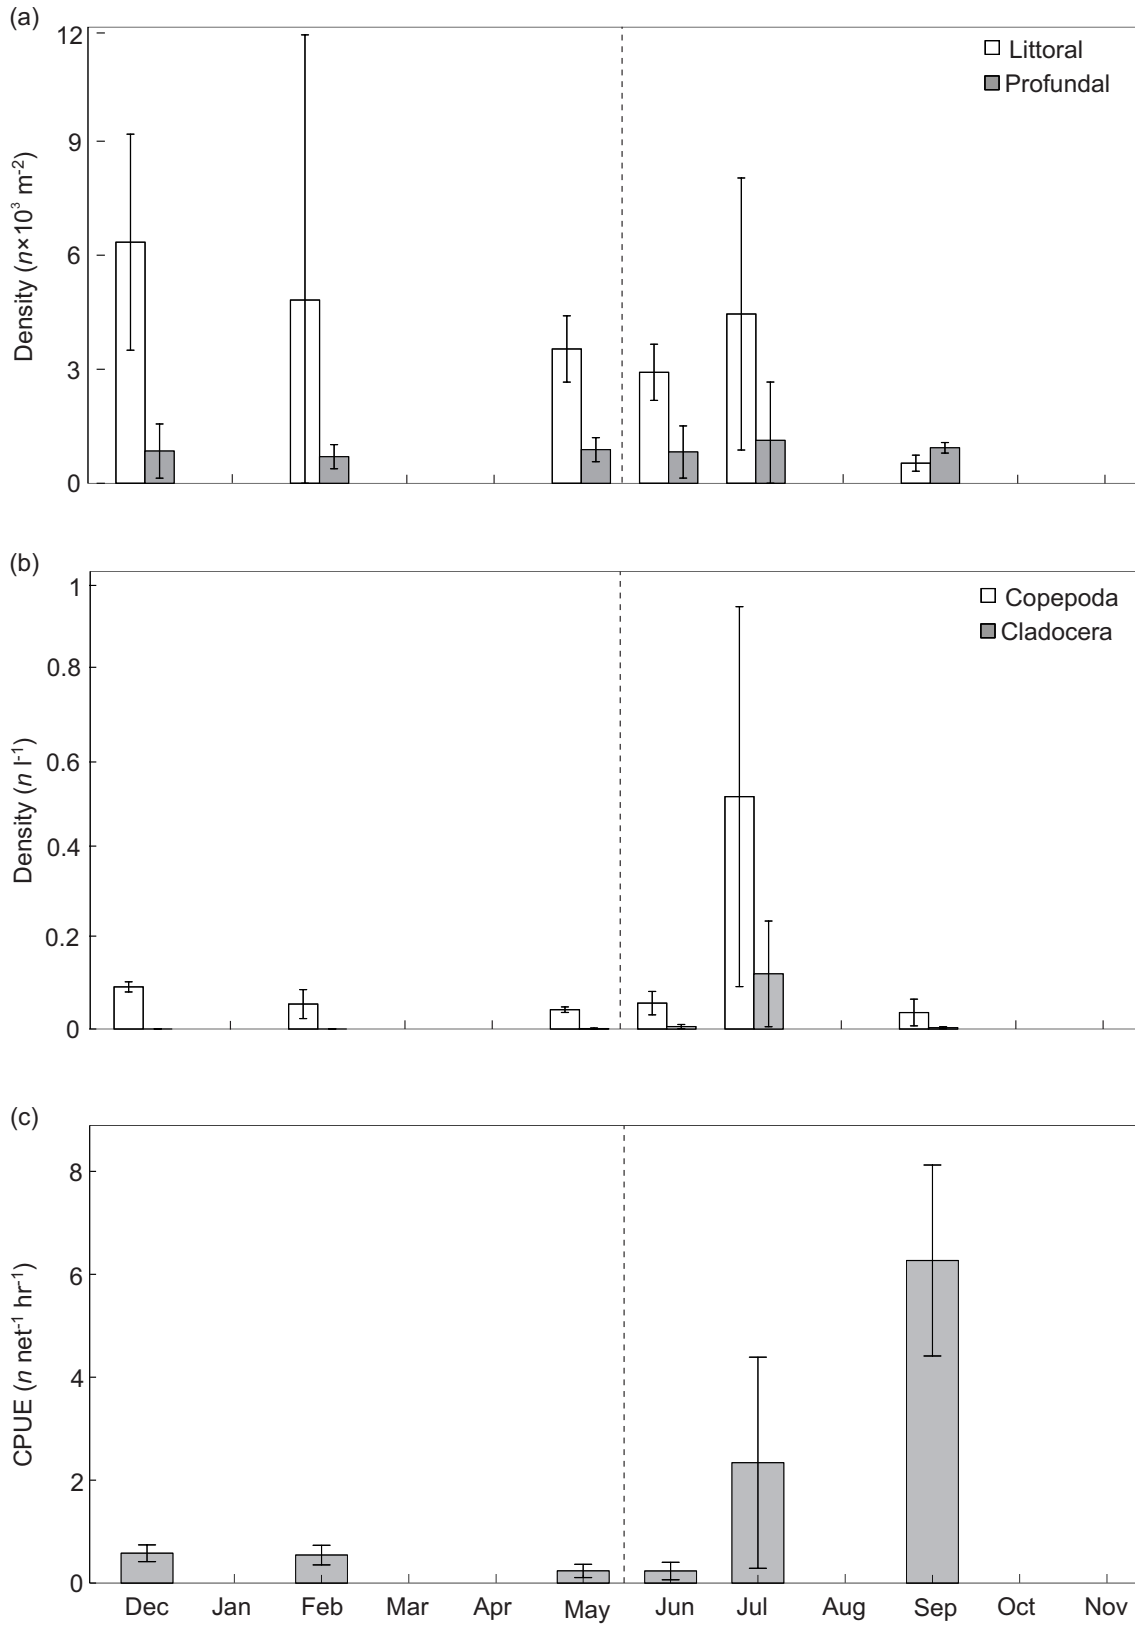 (a)
12
9
6
3
0
Density (n×10³ m⁻²)
Littoral
Profundal
(b)
1
0.8
0.6
0.4
0.2
0
Density (n l⁻¹)
Copepoda
Cladocera
(c)
8
6
4
2
0
CPUE (n net⁻¹ hr⁻¹)
Dec Jan Feb Mar Apr May Jun Jul Aug Sep Oct Nov